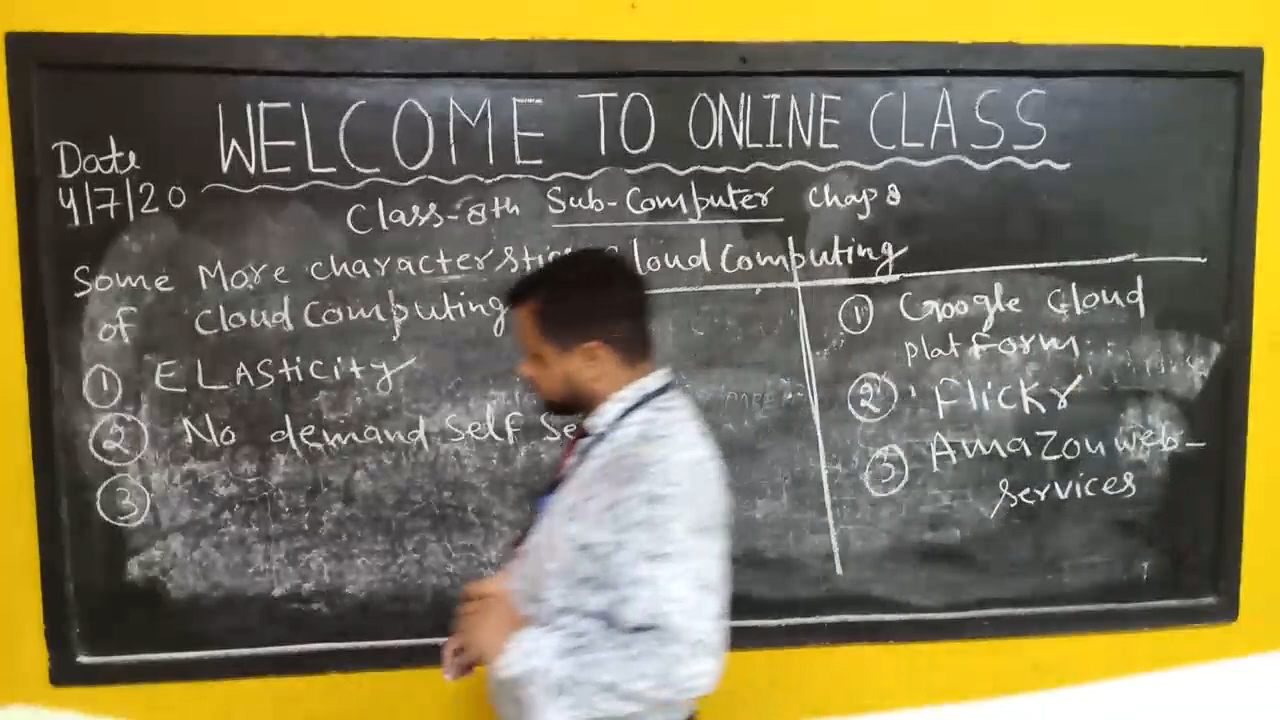 WELCOME TO ONLINE CLASS
Date
4/7/20
Class-8th Sub-Computer Chap 8
Some More characterstic Cloud Computing
of cloud computing
① ELASticity
② No demand Self Se
③
① Google cloud
platform
② Flickr
③ Amazon web-
services